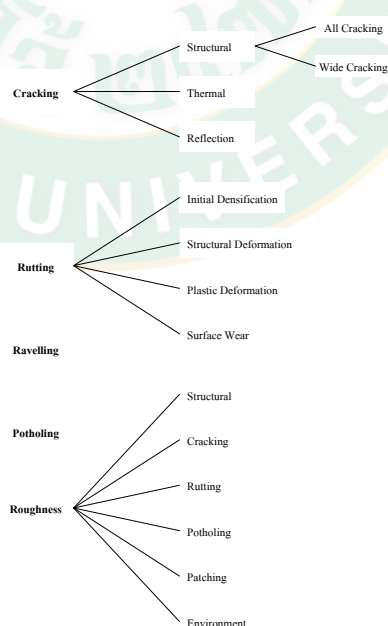 All Cracking
Structural
Wide Cracking
Cracking
Thermal
Reflection
UNIVERS
Initial Densification
Structural Deformation
Rutting
Plastic Deformation
Surface Wear
Ravelling
Structural
Potholing
Cracking
Rutting
Roughness
Potholing
Patching
Environment